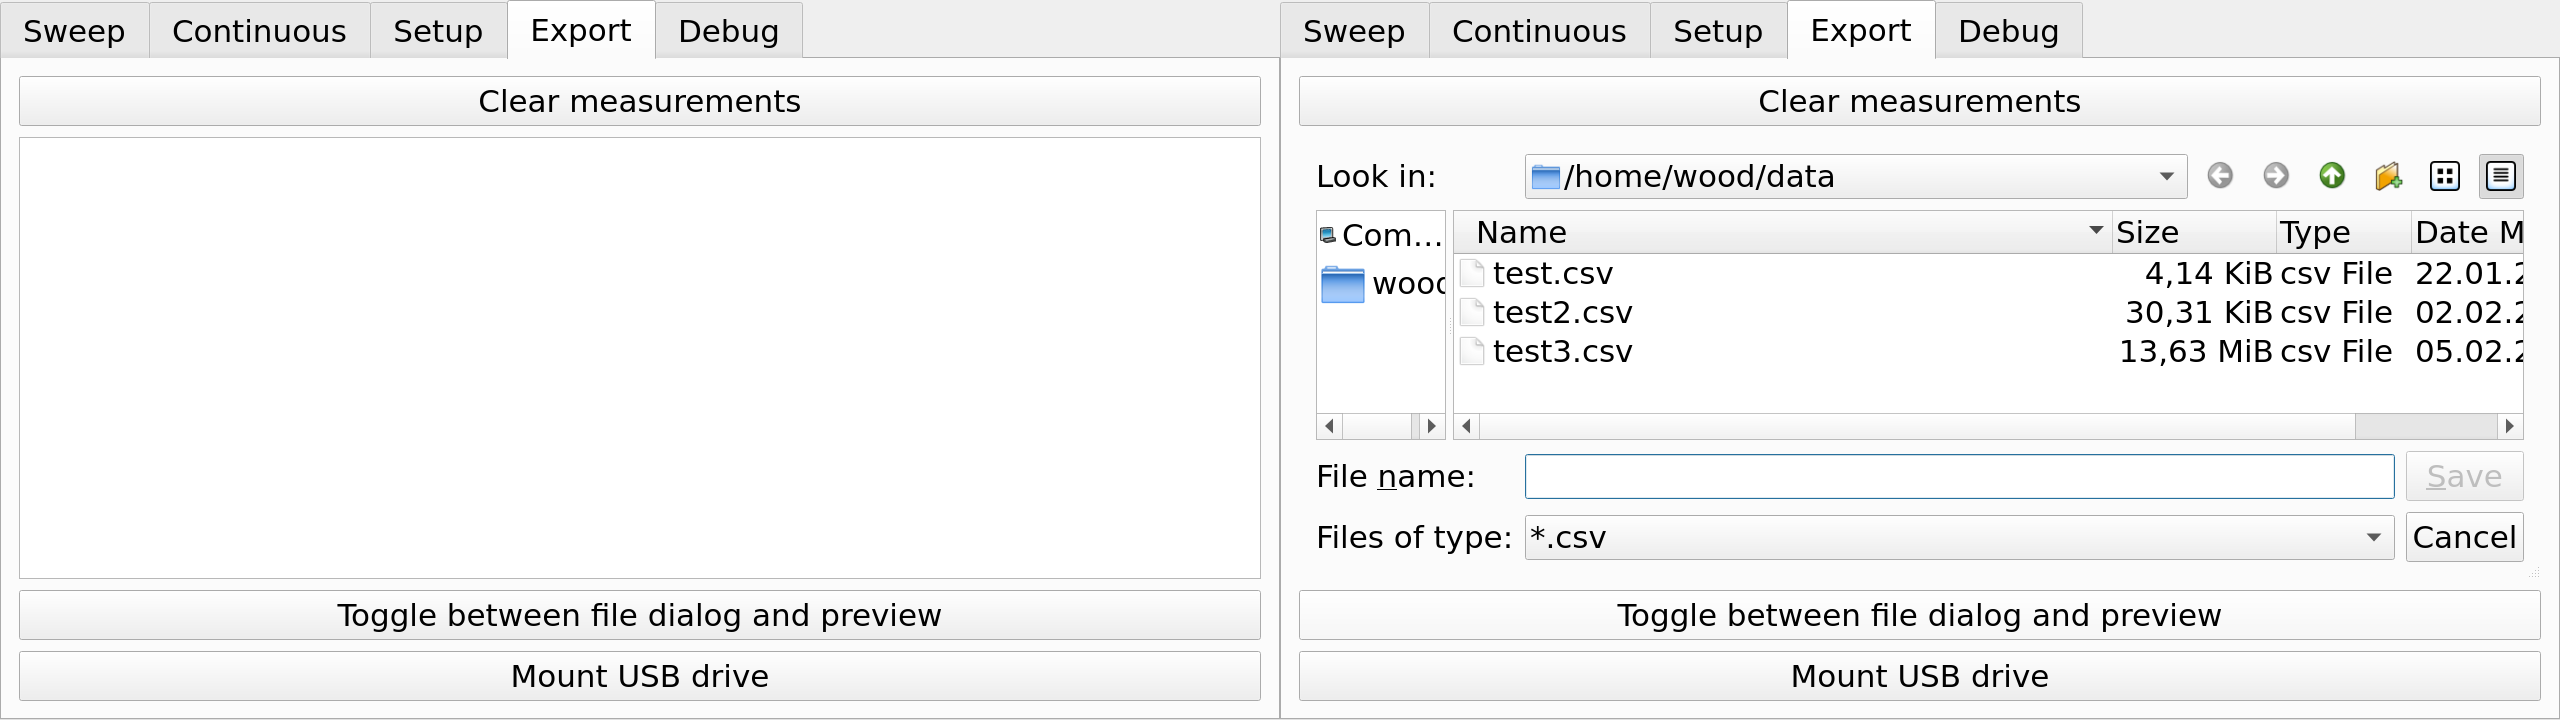 Sweep Continuous Setup Export Debug
Clear measurements
Toggle between file dialog and preview
Mount USB drive
Sweep Continuous Setup Export Debug
Clear measurements
Look in: /home/wood/data
Com...
wood
Name Size Type Date M
test.csv 4,14 KiB csv File 22.01.2
test2.csv 30,31 KiB csv File 02.02.2
test3.csv 13,63 MiB csv File 05.02.2
File name: Save
Files of type: *.csv Cancel
Toggle between file dialog and preview
Mount USB drive